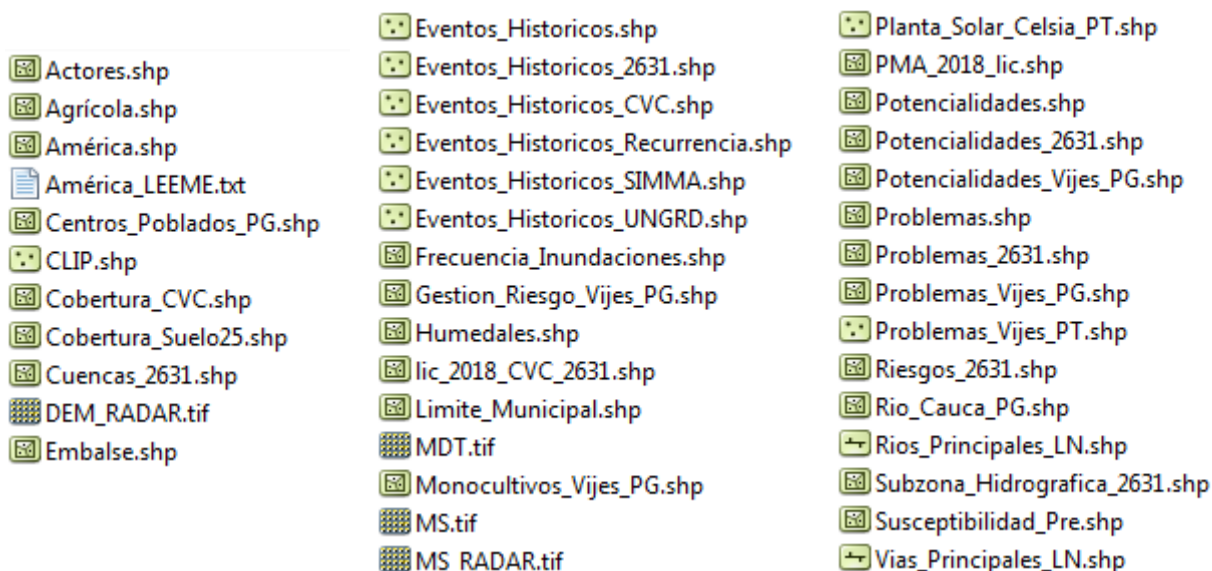 Actores.shp
Agrícola.shp
América.shp
América_LEEME.txt
Centros_Poblados_PG.shp
CLIP.shp
Cobertura_CVC.shp
Cobertura_Suelo25.shp
Cuencas_2631.shp
DEM_RADAR.tif
Embalse.shp
Eventos_Historicos.shp
Eventos_Historicos_2631.shp
Eventos_Historicos_CVC.shp
Eventos_Historicos_Recurrencia.shp
Eventos_Historicos_SIMMA.shp
Eventos_Historicos_UNGRD.shp
Frecuencia_Inundaciones.shp
Gestion_Riesgo_Vijes_PG.shp
Humedales.shp
lic_2018_CVC_2631.shp
Limite_Municipal.shp
MDT.tif
Monocultivos_Vijes_PG.shp
MS.tif
MS_RADAR.tif
Planta_Solar_Celsia_PT.shp
PMA_2018_lic.shp
Potencialidades.shp
Potencialidades_2631.shp
Potencialidades_Vijes_PG.shp
Problemas.shp
Problemas_2631.shp
Problemas_Vijes_PG.shp
Problemas_Vijes_PT.shp
Riesgos_2631.shp
Rio_Cauca_PG.shp
Rios_Principales_LN.shp
Subzona_Hidrografica_2631.shp
Susceptibilidad_Pre.shp
Vias_Principales_LN.shp